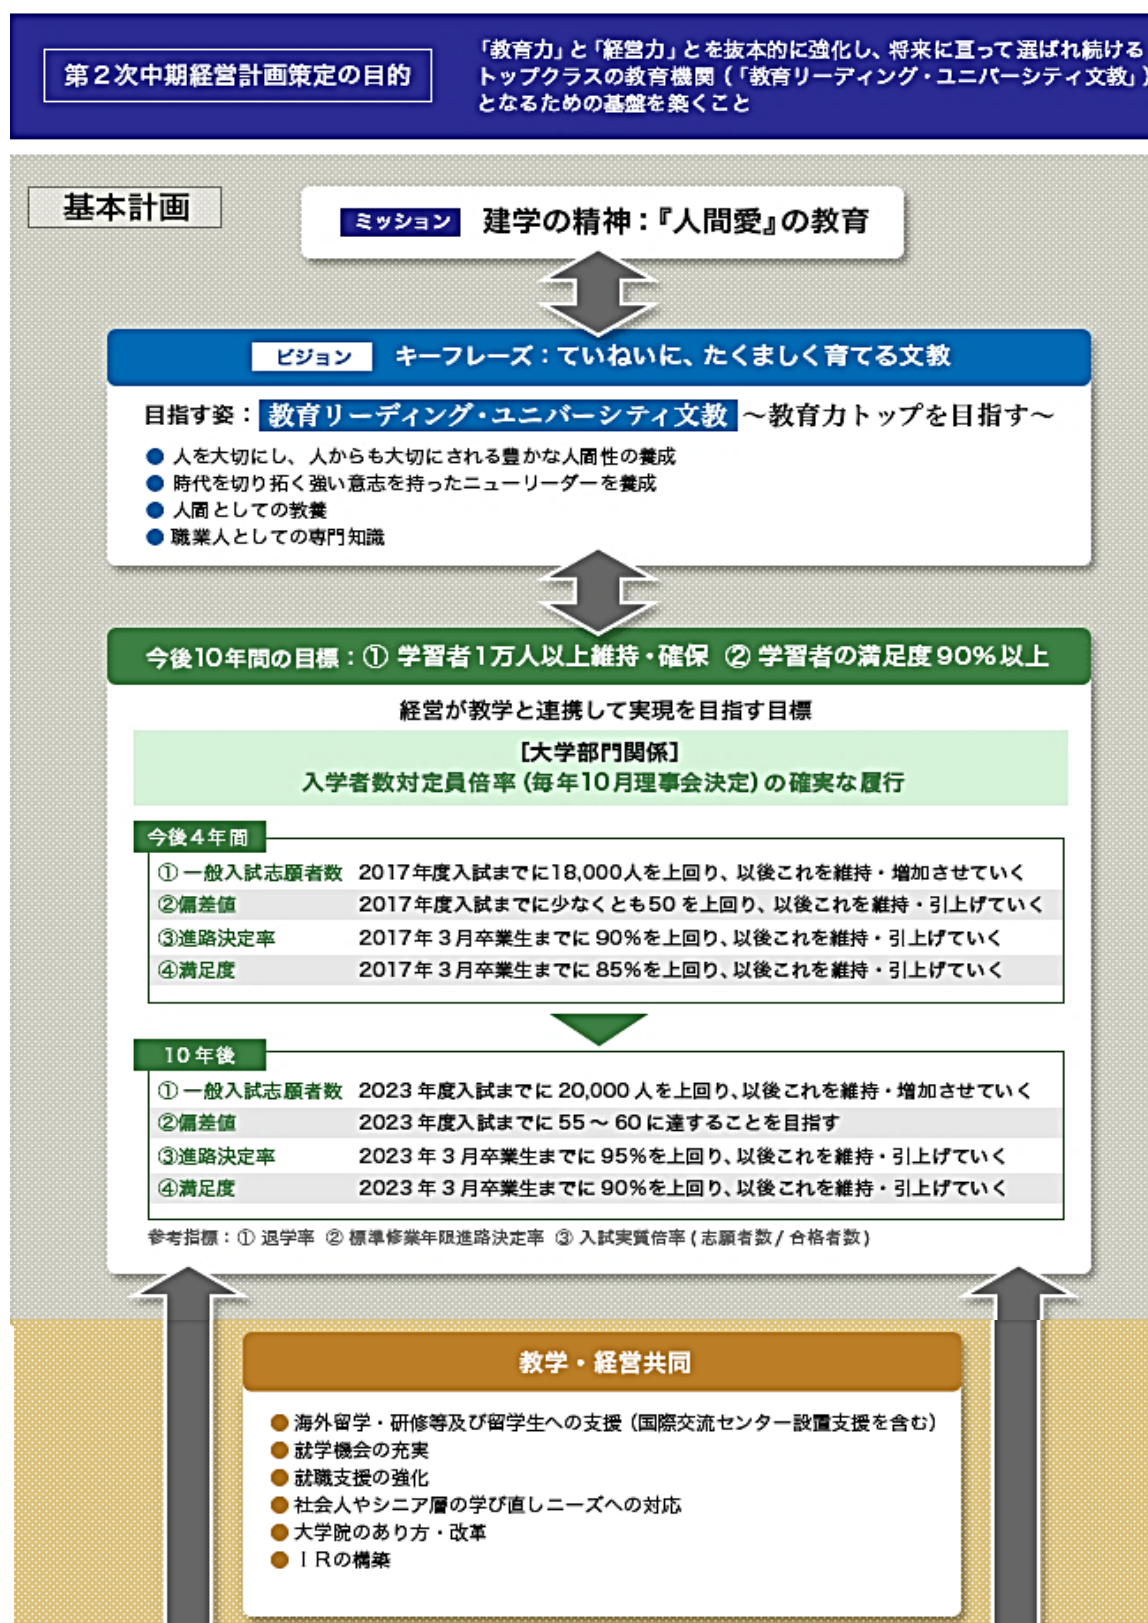 第2次中期経営計画策定の目的
「教育力」と「経営力」とを抜本的に強化し、将来に亘って選ばれ続ける
トップクラスの教育機関(「教育リーディング・ユニバーシティ文教」)
となるための基盤を築くこと
基本計画
ミッション 建学の精神：『人間愛』の教育
ビジョン キーフレーズ：ていねいに、たくましく育てる文教
目指す姿：教育リーディング・ユニバーシティ文教 ～教育力トップを目指す～
● 人を大切にし、人からも大切にされる豊かな人間性の養成
● 時代を切り拓く強い意志を持ったニューリーダーを養成
● 人間としての教養
● 職業人としての専門知識
今後10年間の目標：① 学習者1万人以上維持・確保 ② 学習者の満足度90%以上
経営が教学と連携して実現を目指す目標
[大学部門関係]
入学者数対定員倍率(毎年10月理事会決定)の確実な履行
今後4年間
①一般入試志願者数 2017年度入試までに18,000人を上回り、以後これを維持・増加させていく
②偏差値 2017年度入試までに少なくとも50を上回り、以後これを維持・引上げていく
③進路決定率 2017年3月卒業生までに90%を上回り、以後これを維持・引上げていく
④満足度 2017年3月卒業生までに85%を上回り、以後これを維持・引上げていく
10年後
①一般入試志願者数 2023年度入試までに20,000人を上回り、以後これを維持・増加させていく
②偏差値 2023年度入試までに55～60に達することを目指す
③進路決定率 2023年3月卒業生までに95%を上回り、以後これを維持・引上げていく
④満足度 2023年3月卒業生までに90%を上回り、以後これを維持・引上げていく
参考指標：① 退学率 ② 標準修業年限進路決定率 ③ 入試実質倍率(志願者数/合格者数)
教学・経営共同
● 海外留学・研修等及び留学生への支援(国際交流センター設置支援を含む)
● 就学機会の充実
● 就職支援の強化
● 社会人やシニア層の学び直しニーズへの対応
● 大学院のあり方・改革
● ＩＲの構築